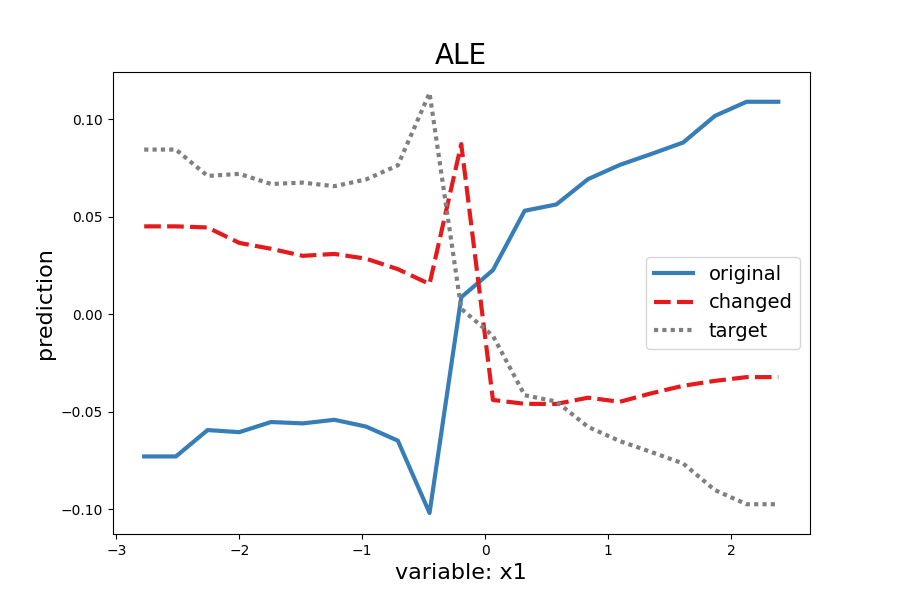 ALE
0.10
0.05
0.00
−0.05
−0.10
prediction
original
changed
target
−3
−2
−1
0
1
2
variable: x1